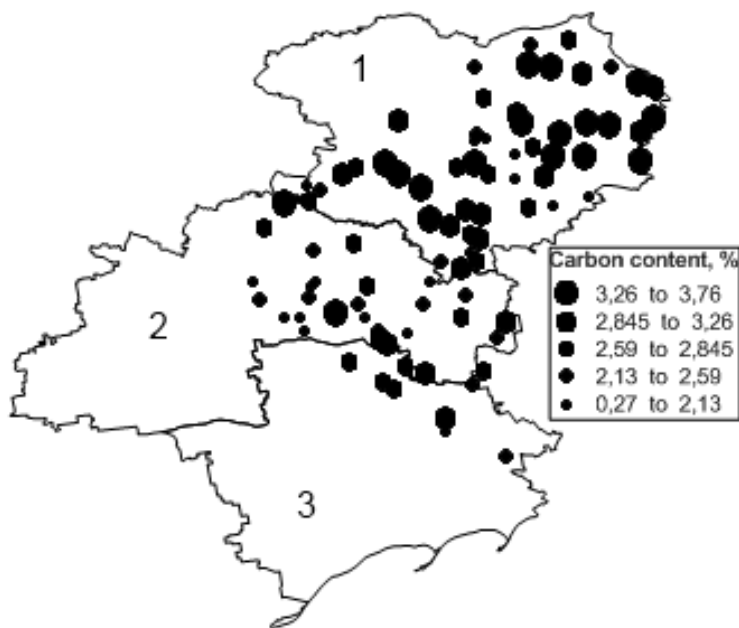 1
Carbon content, %
3,26 to 3,76
2,845 to 3,26
2,59 to 2,845
2,13 to 2,59
0,27 to 2,13
2
3